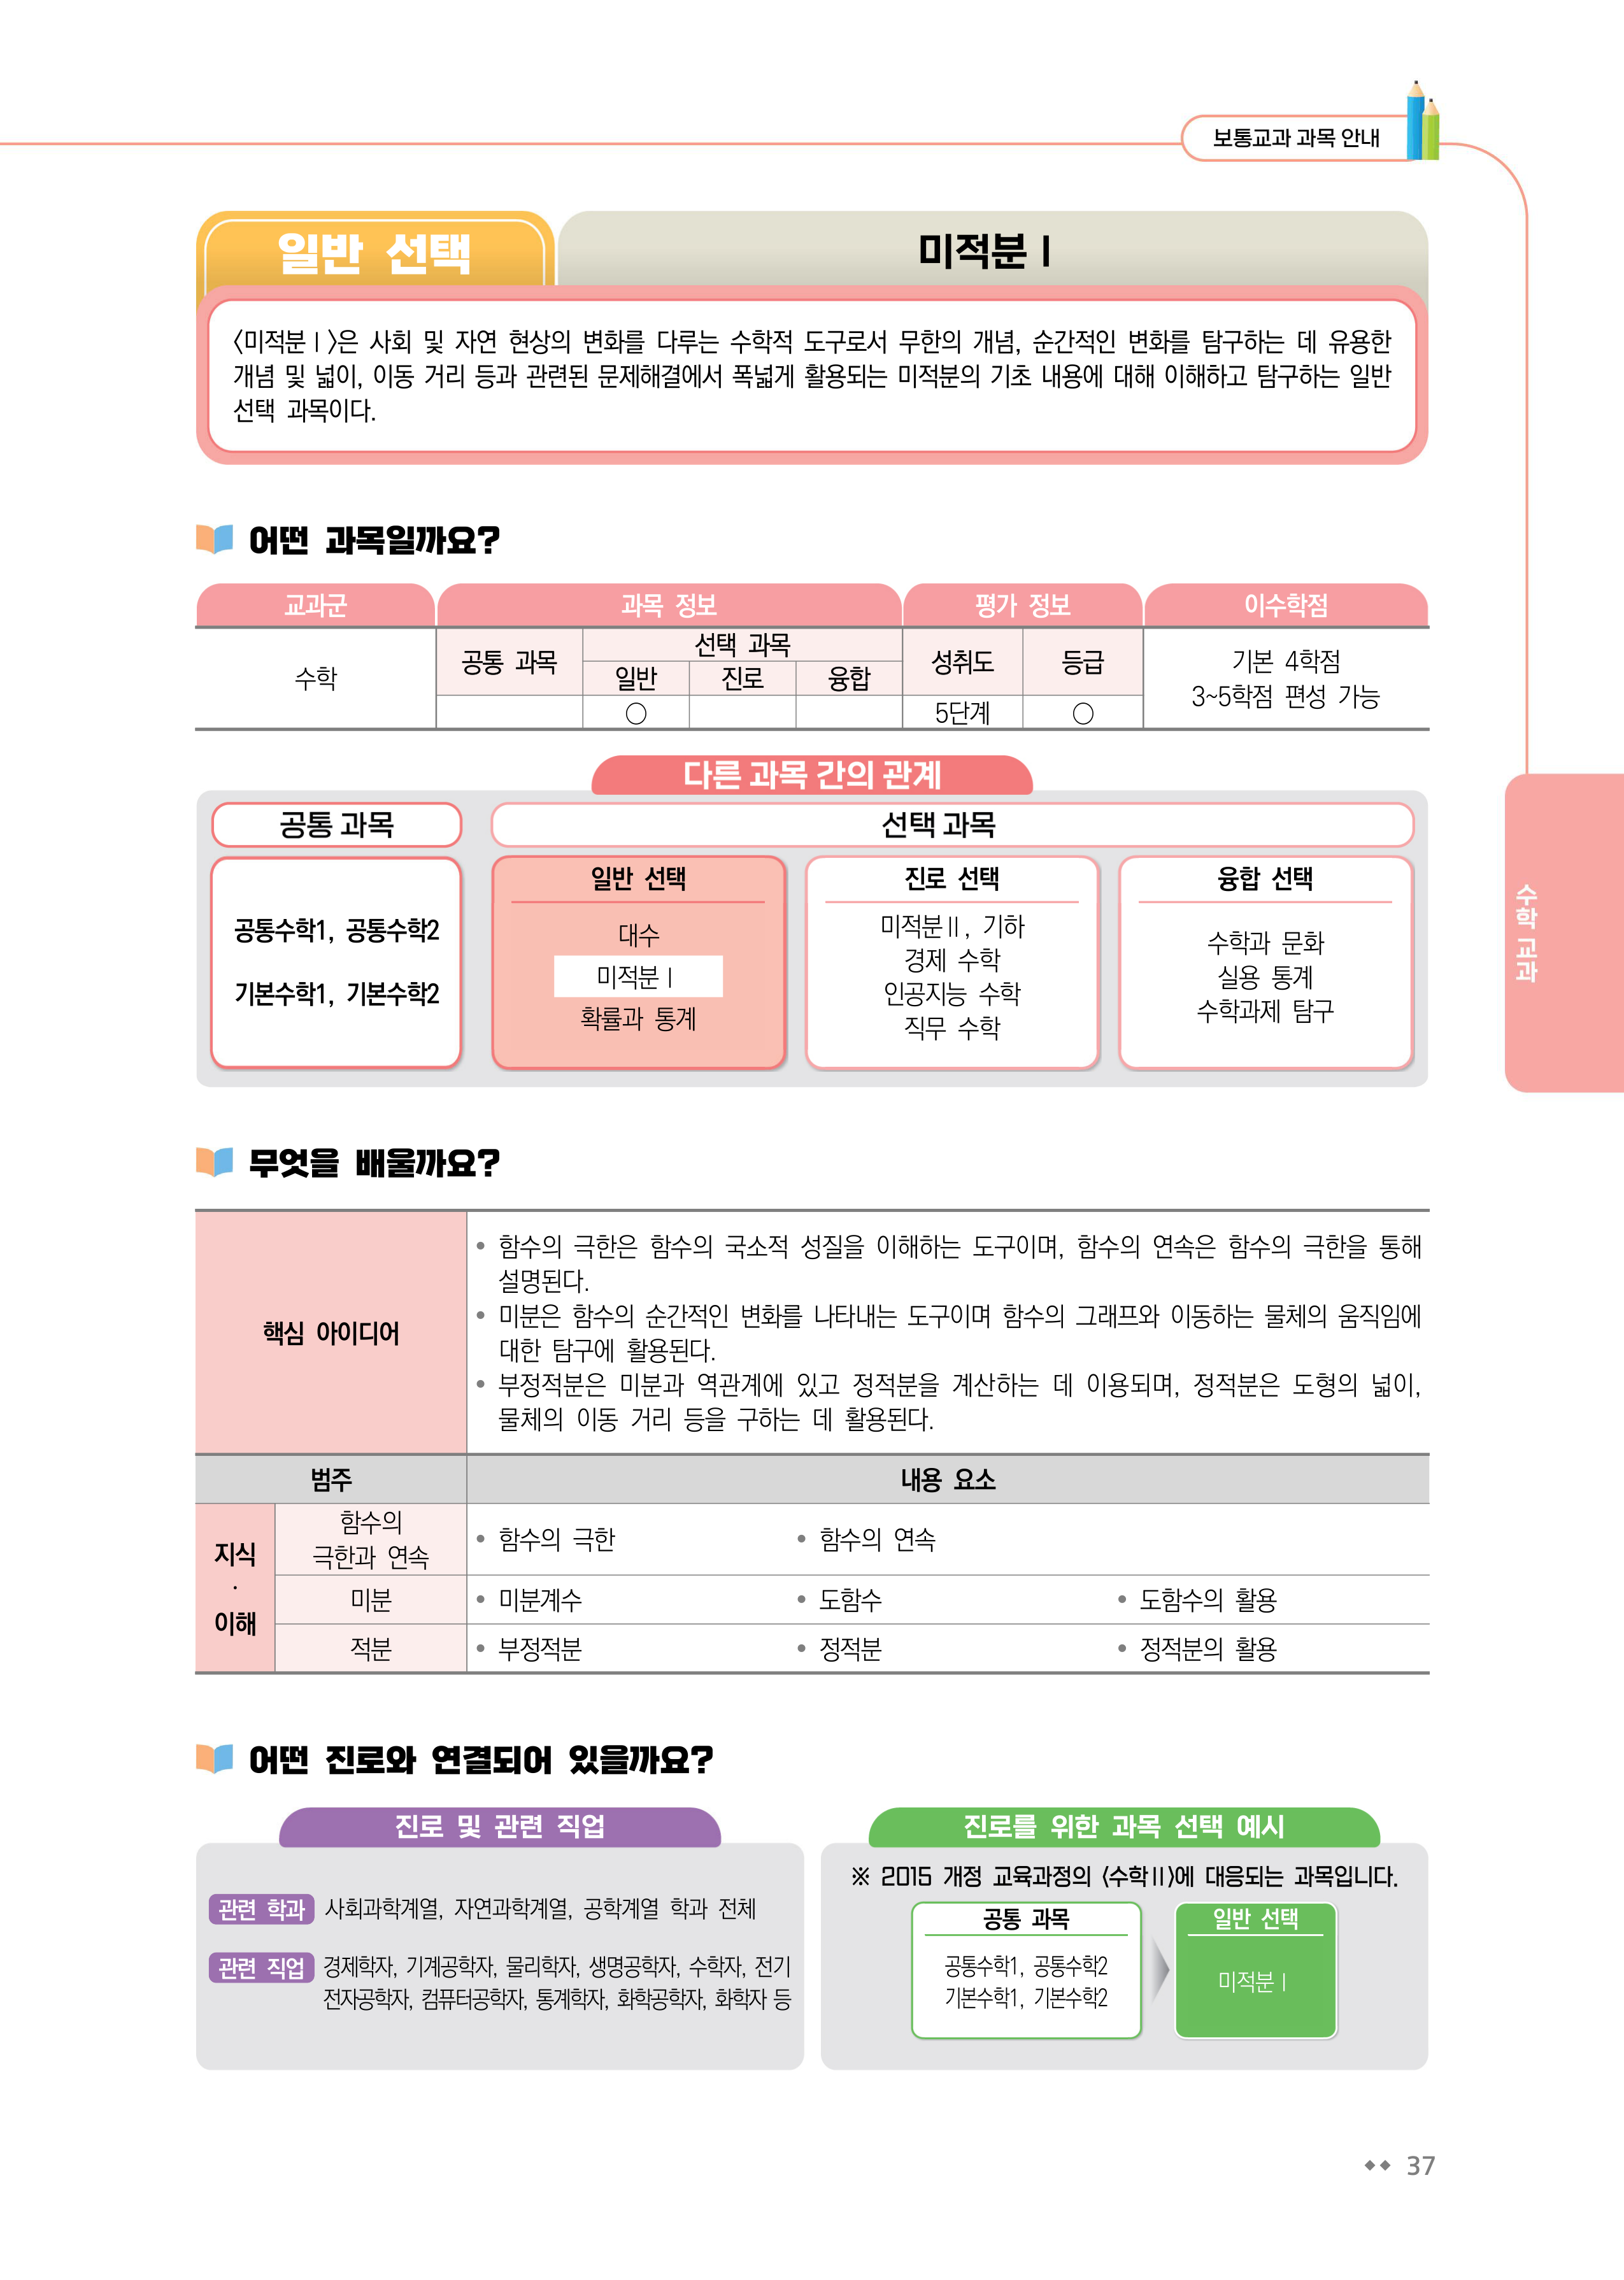 보통교과 과목 안내
일반 선택
미적분Ⅰ
<미적분Ⅰ>은 사회 및 자연 현상의 변화를 다루는 수학적 도구로서 무한의 개념, 순간적인 변화를 탐구하는 데 유용한
개념 및 넓이, 이동 거리 등과 관련된 문제해결에서 폭넓게 활용되는 미적분의 기초 내용에 대해 이해하고 탐구하는 일반
선택 과목이다.
어떤 과목일까요?
교과군 과목 정보 평가 정보 이수학점
수학 공통 과목 선택 과목 성취도 등급 기본 4학점
일반 진로 융합 3~5학점 편성 가능
○ 5단계 ○
다른 과목 간의 관계
공통 과목 선택 과목
공통수학1, 공통수학2
기본수학1, 기본수학2
일반 선택
대수
미적분Ⅰ
확률과 통계
진로 선택
미적분Ⅱ, 기하
경제 수학
인공지능 수학
직무 수학
융합 선택
수학과 문화
실용 통계
수학과제 탐구
수학 교과
무엇을 배울까요?
핵심 아이디어
• 함수의 극한은 함수의 국소적 성질을 이해하는 도구이며, 함수의 연속은 함수의 극한을 통해
설명된다.
• 미분은 함수의 순간적인 변화를 나타내는 도구이며 함수의 그래프와 이동하는 물체의 움직임에
대한 탐구에 활용된다.
• 부정적분은 미분과 역관계에 있고 정적분을 계산하는 데 이용되며, 정적분은 도형의 넓이,
물체의 이동 거리 등을 구하는 데 활용된다.
범주 내용 요소
지식
·
이해
함수의
극한과 연속
• 함수의 극한 • 함수의 연속
미분 • 미분계수 • 도함수 • 도함수의 활용
적분 • 부정적분 • 정적분 • 정적분의 활용
어떤 진로와 연결되어 있을까요?
진로 및 관련 직업
관련 학과 사회과학계열, 자연과학계열, 공학계열 학과 전체
관련 직업 경제학자, 기계공학자, 물리학자, 생명공학자, 수학자, 전기
전자공학자, 컴퓨터공학자, 통계학자, 화학공학자, 화학자 등
진로를 위한 과목 선택 예시
※ 2015 개정 교육과정의 <수학Ⅱ>에 대응되는 과목입니다.
공통 과목
공통수학1, 공통수학2
기본수학1, 기본수학2
일반 선택
미적분Ⅰ
◆◆ 37